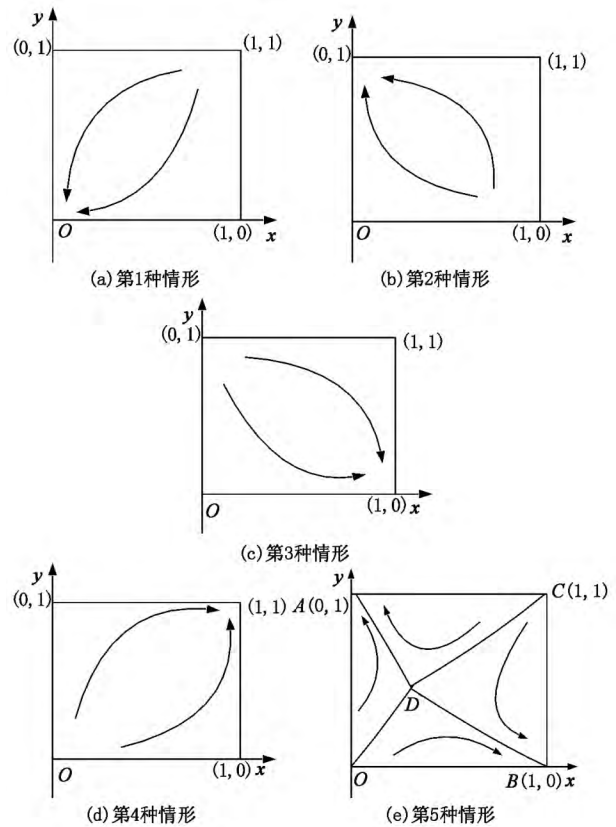 y
(0,1)
(1,1)
O
(1,0)
x
(a)第1种情形
y
(0,1)
(1,1)
O
(1,0)
x
(b)第2种情形
y
(0,1)
(1,1)
O
(1,0)
x
(c)第3种情形
y
(0,1)
(1,1)
O
(1,0)
x
(d)第4种情形
y
A(0,1)
C(1,1)
D
O
B(1,0)
x
(e)第5种情形